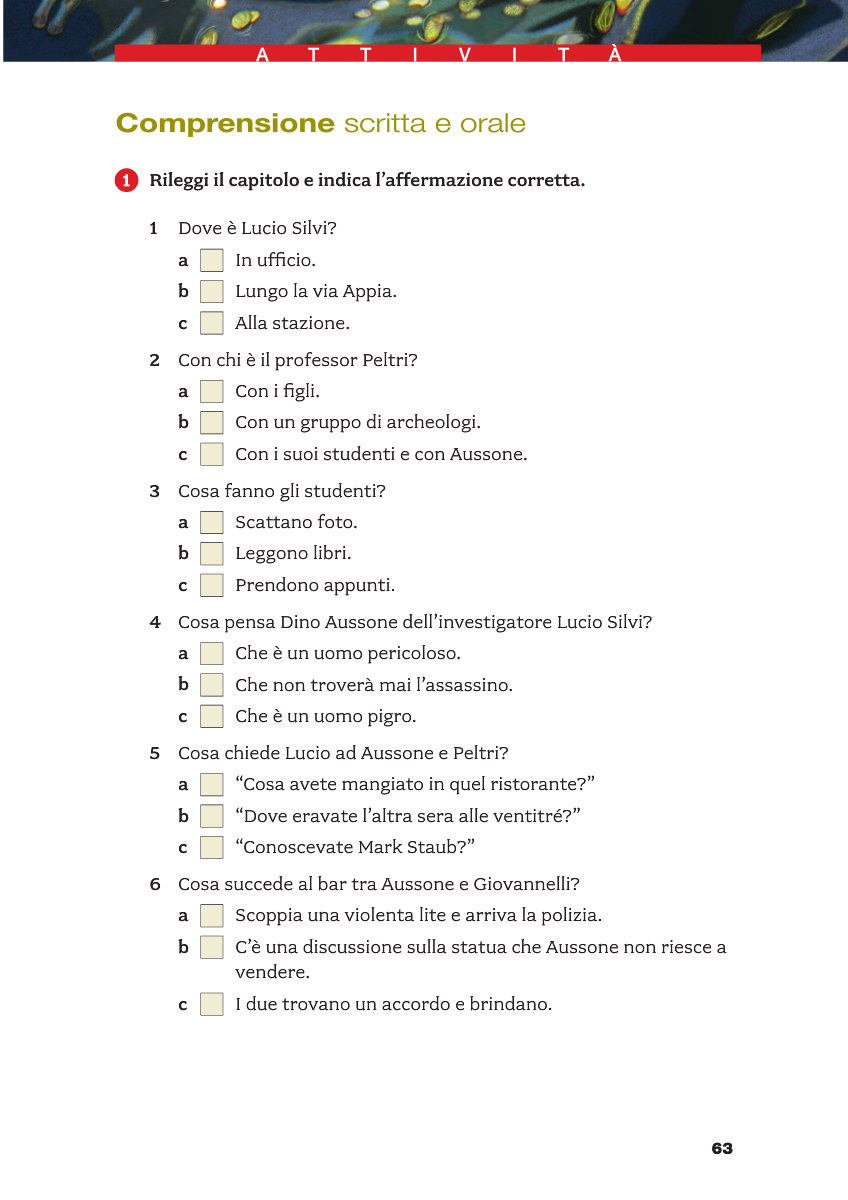 ATTIVITÀ
Comprensione scritta e orale
1 Rileggi il capitolo e indica l’affermazione corretta.
1 Dove è Lucio Silvi?
a In ufficio.
b Lungo la via Appia.
c Alla stazione.
2 Con chi è il professor Peltri?
a Con i figli.
b Con un gruppo di archeologi.
c Con i suoi studenti e con Aussone.
3 Cosa fanno gli studenti?
a Scattano foto.
b Leggono libri.
c Prendono appunti.
4 Cosa pensa Dino Aussone dell’investigatore Lucio Silvi?
a Che è un uomo pericoloso.
b Che non troverà mai l’assassino.
c Che è un uomo pigro.
5 Cosa chiede Lucio ad Aussone e Peltri?
a “Cosa avete mangiato in quel ristorante?”
b “Dove eravate l’altra sera alle ventitré?”
c “Conoscevate Mark Staub?”
6 Cosa succede al bar tra Aussone e Giovannelli?
a Scoppia una violenta lite e arriva la polizia.
b C’è una discussione sulla statua che Aussone non riesce a
vendere.
c I due trovano un accordo e brindano.
63